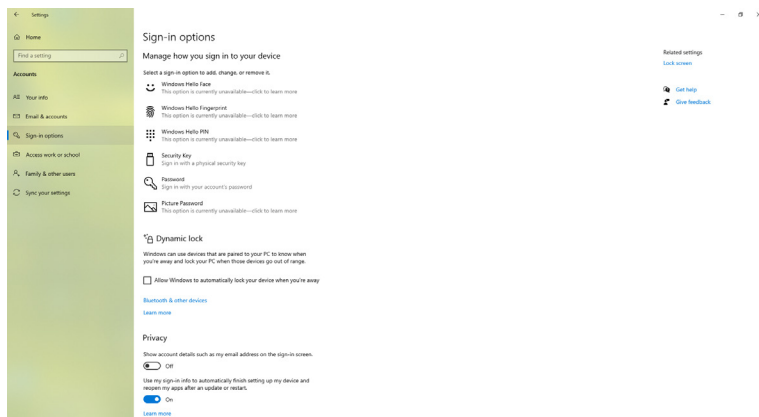 Settings
Home
Find a setting
Accounts
Your info
Email & accounts
Sign-in options
Access work or school
Family & other users
Sync your settings
Sign-in options
Manage how you sign in to your device
Select a sign-in option to add, change, or remove it.
Windows Hello Face
This option is currently unavailable—click to learn more
Windows Hello Fingerprint
This option is currently unavailable—click to learn more
Windows Hello PIN
This option is currently unavailable—click to learn more
Security Key
Sign in with a physical security key
Password
Sign in with your account's password
Picture Password
This option is currently unavailable—click to learn more
Dynamic lock
Windows can use devices that are paired to your PC to know when
you're away and lock your PC when those devices go out of range.
Allow Windows to automatically lock your device when you're away
Bluetooth & other devices
Learn more
Privacy
Show account details such as my email address on the sign-in screen.
Off
Use my sign-in info to automatically finish setting up my device and
reopen my apps after an update or restart.
On
Learn more
Related settings
Lock screen
Get help
Give feedback